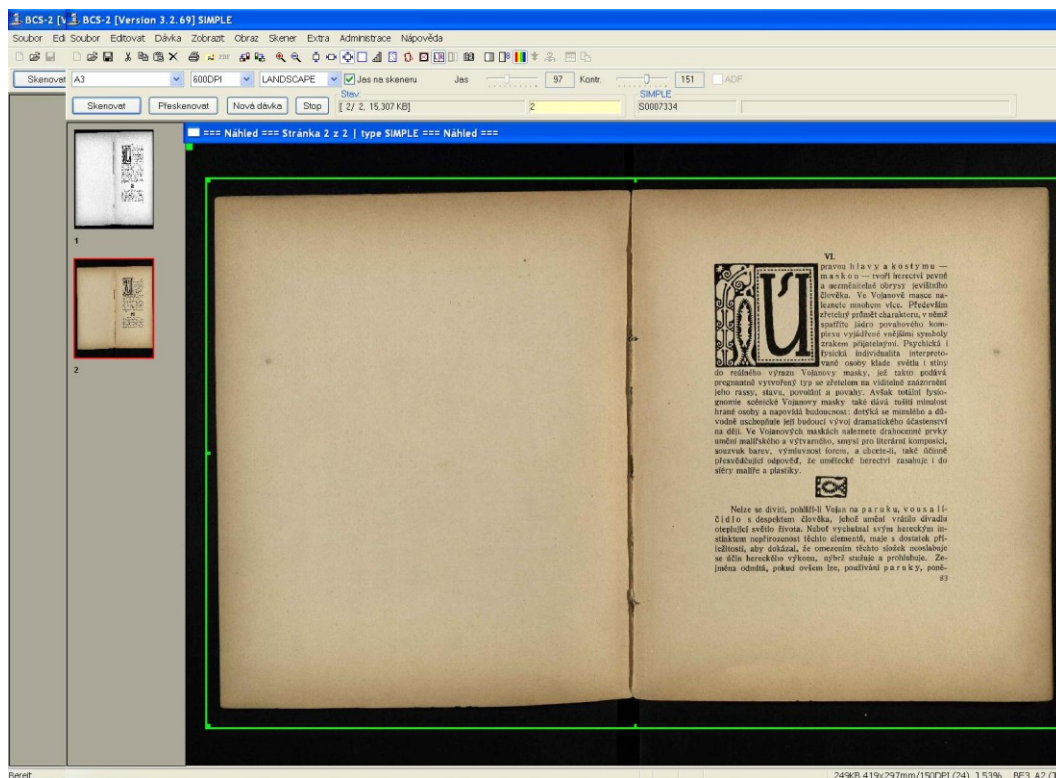 BCS-2 [V BCS-2 [Version 3.2.69] SIMPLE
Soubor Edi Soubor Editovat Dávka Zobrazit Obraz Skener Extra Administrace Nápověda
Skenovat A3 600DPI LANDSCAPE Jas na skeneru Jas 97 Kontr. 151 ADF
Skenovat Přeskenovat Nová dávka Stop
Stav:
[ 2/ 2, 15,307 KB] 2
SIMPLE
S0007334
=== Náhled === Stránka 2 z 2 | type SIMPLE === Náhled ===
1
2
VI.
Ú
pravou hlavy a kostymu —
maskou — tvoří herectví pevné
a nezměnitelné obrysy jevištního
člověka. Ve Vojanově masce na-
leznete mnohem více. Především
zřetelný průmět charakteru, v němž
spatříte jádro povahového kom-
plexu vyjádřené vnějšími symboly
zrakem přijatelnými. Psychická i
fysická individualita interpreto-
vané osoby klade světla i stíny
do reálného výrazu Vojanovy masky, jež takto podává
pregnantně vytvořený typ se zřetelem na viditelné znázornění
jeho rassy, stavu, povolání a povahy. Avšak totální fysio-
gnomie scénické Vojanovy masky také dává tušiti minulost
hrané osoby a napovídá budoucnost: dotýká se minulého a dů-
vodně uschopňuje její budoucí vývoj dramatického účastenství
na ději. Ve Vojanových maskách naleznete drahocenné prvky
umění malířského a výtvarného, smysl pro literární komposici,
souzvuk barev, výmluvnost forem, a chcete-li, také účinně
přesvědčující odpověď, že umělecké herectví zasahuje i do
sféry malíře a plastiky.
Nelze se diviti, pohlíží-li Vojan na paruku, vous a lí-
čidlo s despektem člověka, jehož umění vrátilo divadlu
oteplující světlo života. Neboť vychutnal svým hereckým in-
stinktem nepřirozenost těchto elementů, maje s dostatek pří-
ležitosti, aby dokázal, že omezením těchto složek neoslabuje
se účin hereckého výkonu, nýbrž stužuje a prohlubuje. Ze-
jména odmítá, pokud ovšem lze, používání paruky, poně-
83
Bereit 249KB 419x297mm/150DPI (24) 1.53% BE3, A2 /1